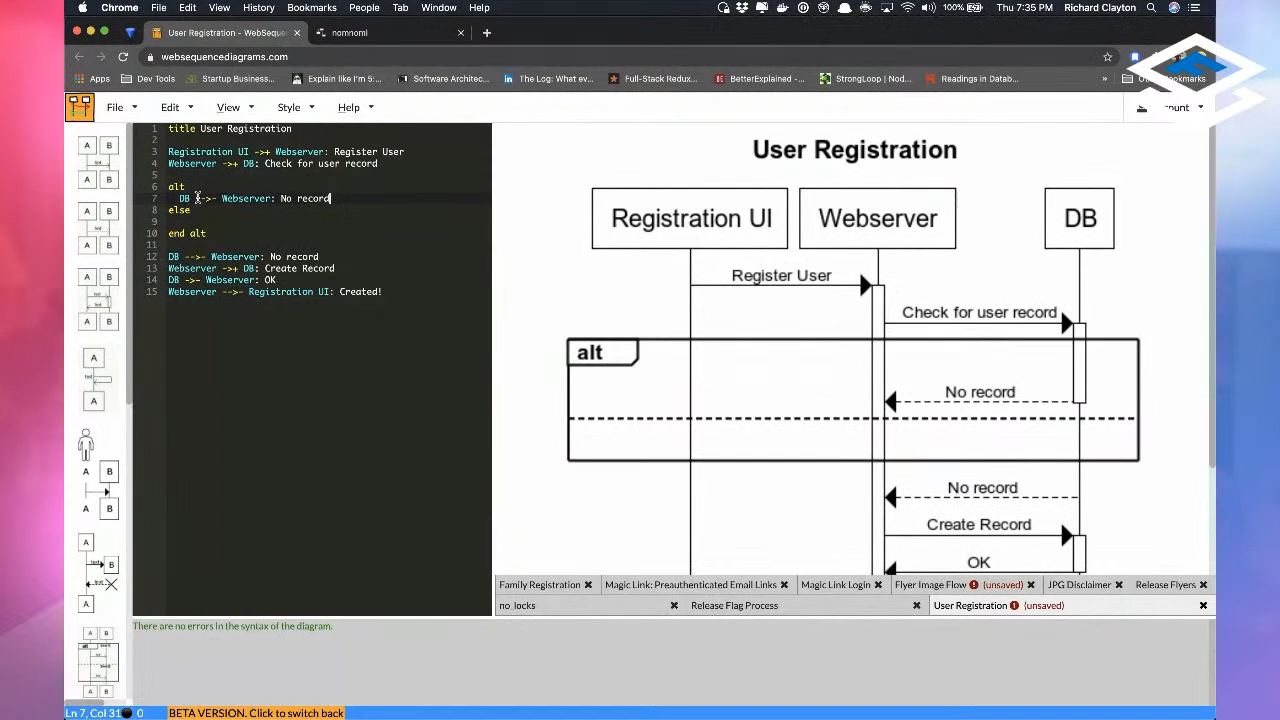 Chrome File Edit View History Bookmarks People Tab Window Help 100% Thu 7:35 PM Richard Clayton
User Registration - WebSeque nomnoml
websequencediagrams.com
Apps Dev Tools Startup Business... Explain like I'm 5: ... Software Architec... The Log: What ev... Full-Stack Redux... BetterExplained –... StrongLoop | Nod... Readings in Datab... »
File Edit View Style Help
1 title User Registration
2
3 Registration UI ->+ Webserver: Register User
4 Webserver ->+ DB: Check for user record
5
6 alt
7 DB -->- Webserver: No record
8 else
9
10 end alt
11
12 DB -->- Webserver: No record
13 Webserver ->+ DB: Create Record
14 DB ->- Webserver: OK
15 Webserver -->- Registration UI: Created!
User Registration
Registration UI Webserver DB
Register User
Check for user record
alt
No record
No record
Create Record
OK
A B
text
A B
A B
A B
A B
A B
A
text
A
A B
A B
A
text
B
text
A
A B
alt
A B
Family Registration Magic Link: Preauthenticated Email Links Magic Link Login Flyer Image Flow (unsaved) JPG Disclaimer Release Flyers
no_locks Release Flag Process User Registration (unsaved)
There are no errors in the syntax of the diagram.
Ln 7, Col 31 0 BETA VERSION. Click to switch back